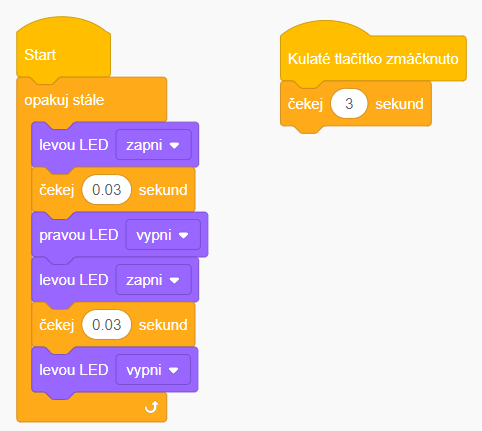 Start
opakuj stále
levou LED zapni
čekej 0.03 sekund
pravou LED vypni
levou LED zapni
čekej 0.03 sekund
levou LED vypni
Kulaté tlačítko zmáčknuto
čekej 3 sekund